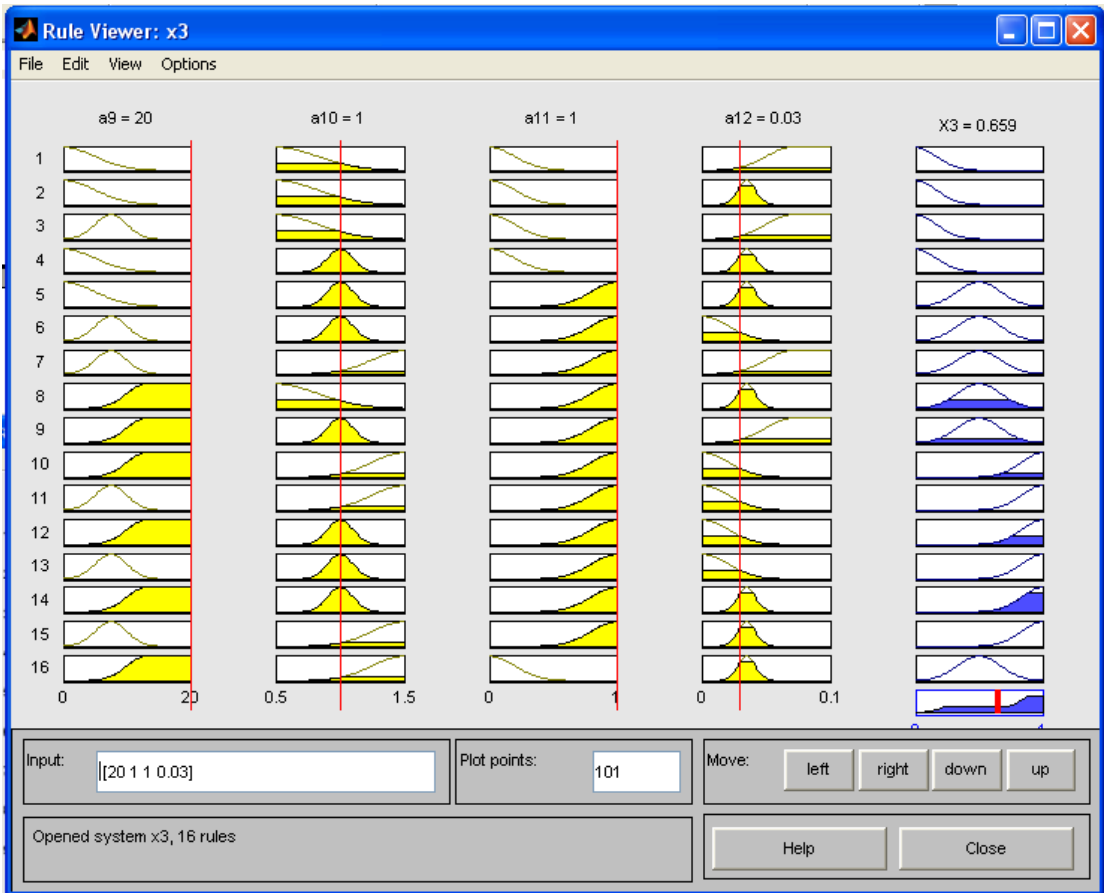 Rule Viewer: x3
File Edit View Options
a9 = 20 a10 = 1 a11 = 1 a12 = 0.03 X3 = 0.659
1
2
3
4
5
6
7
8
9
10
11
12
13
14
15
16
0 20 0.5 1.5 0 1 0 0.1
Input: [20 1 1 0.03] Plot points: 101 Move: left right down up
Opened system x3, 16 rules Help Close